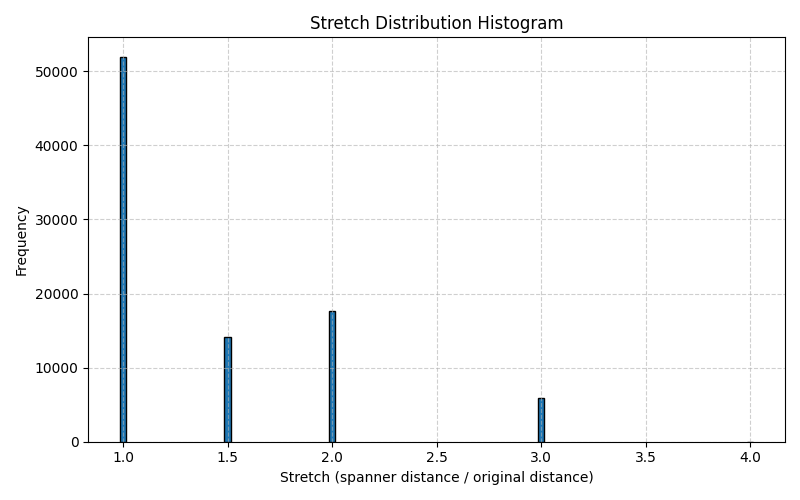 Stretch Distribution Histogram
Frequency
50000
40000
30000
20000
10000
0
1.0 1.5 2.0 2.5 3.0 3.5 4.0
Stretch (spanner distance / original distance)